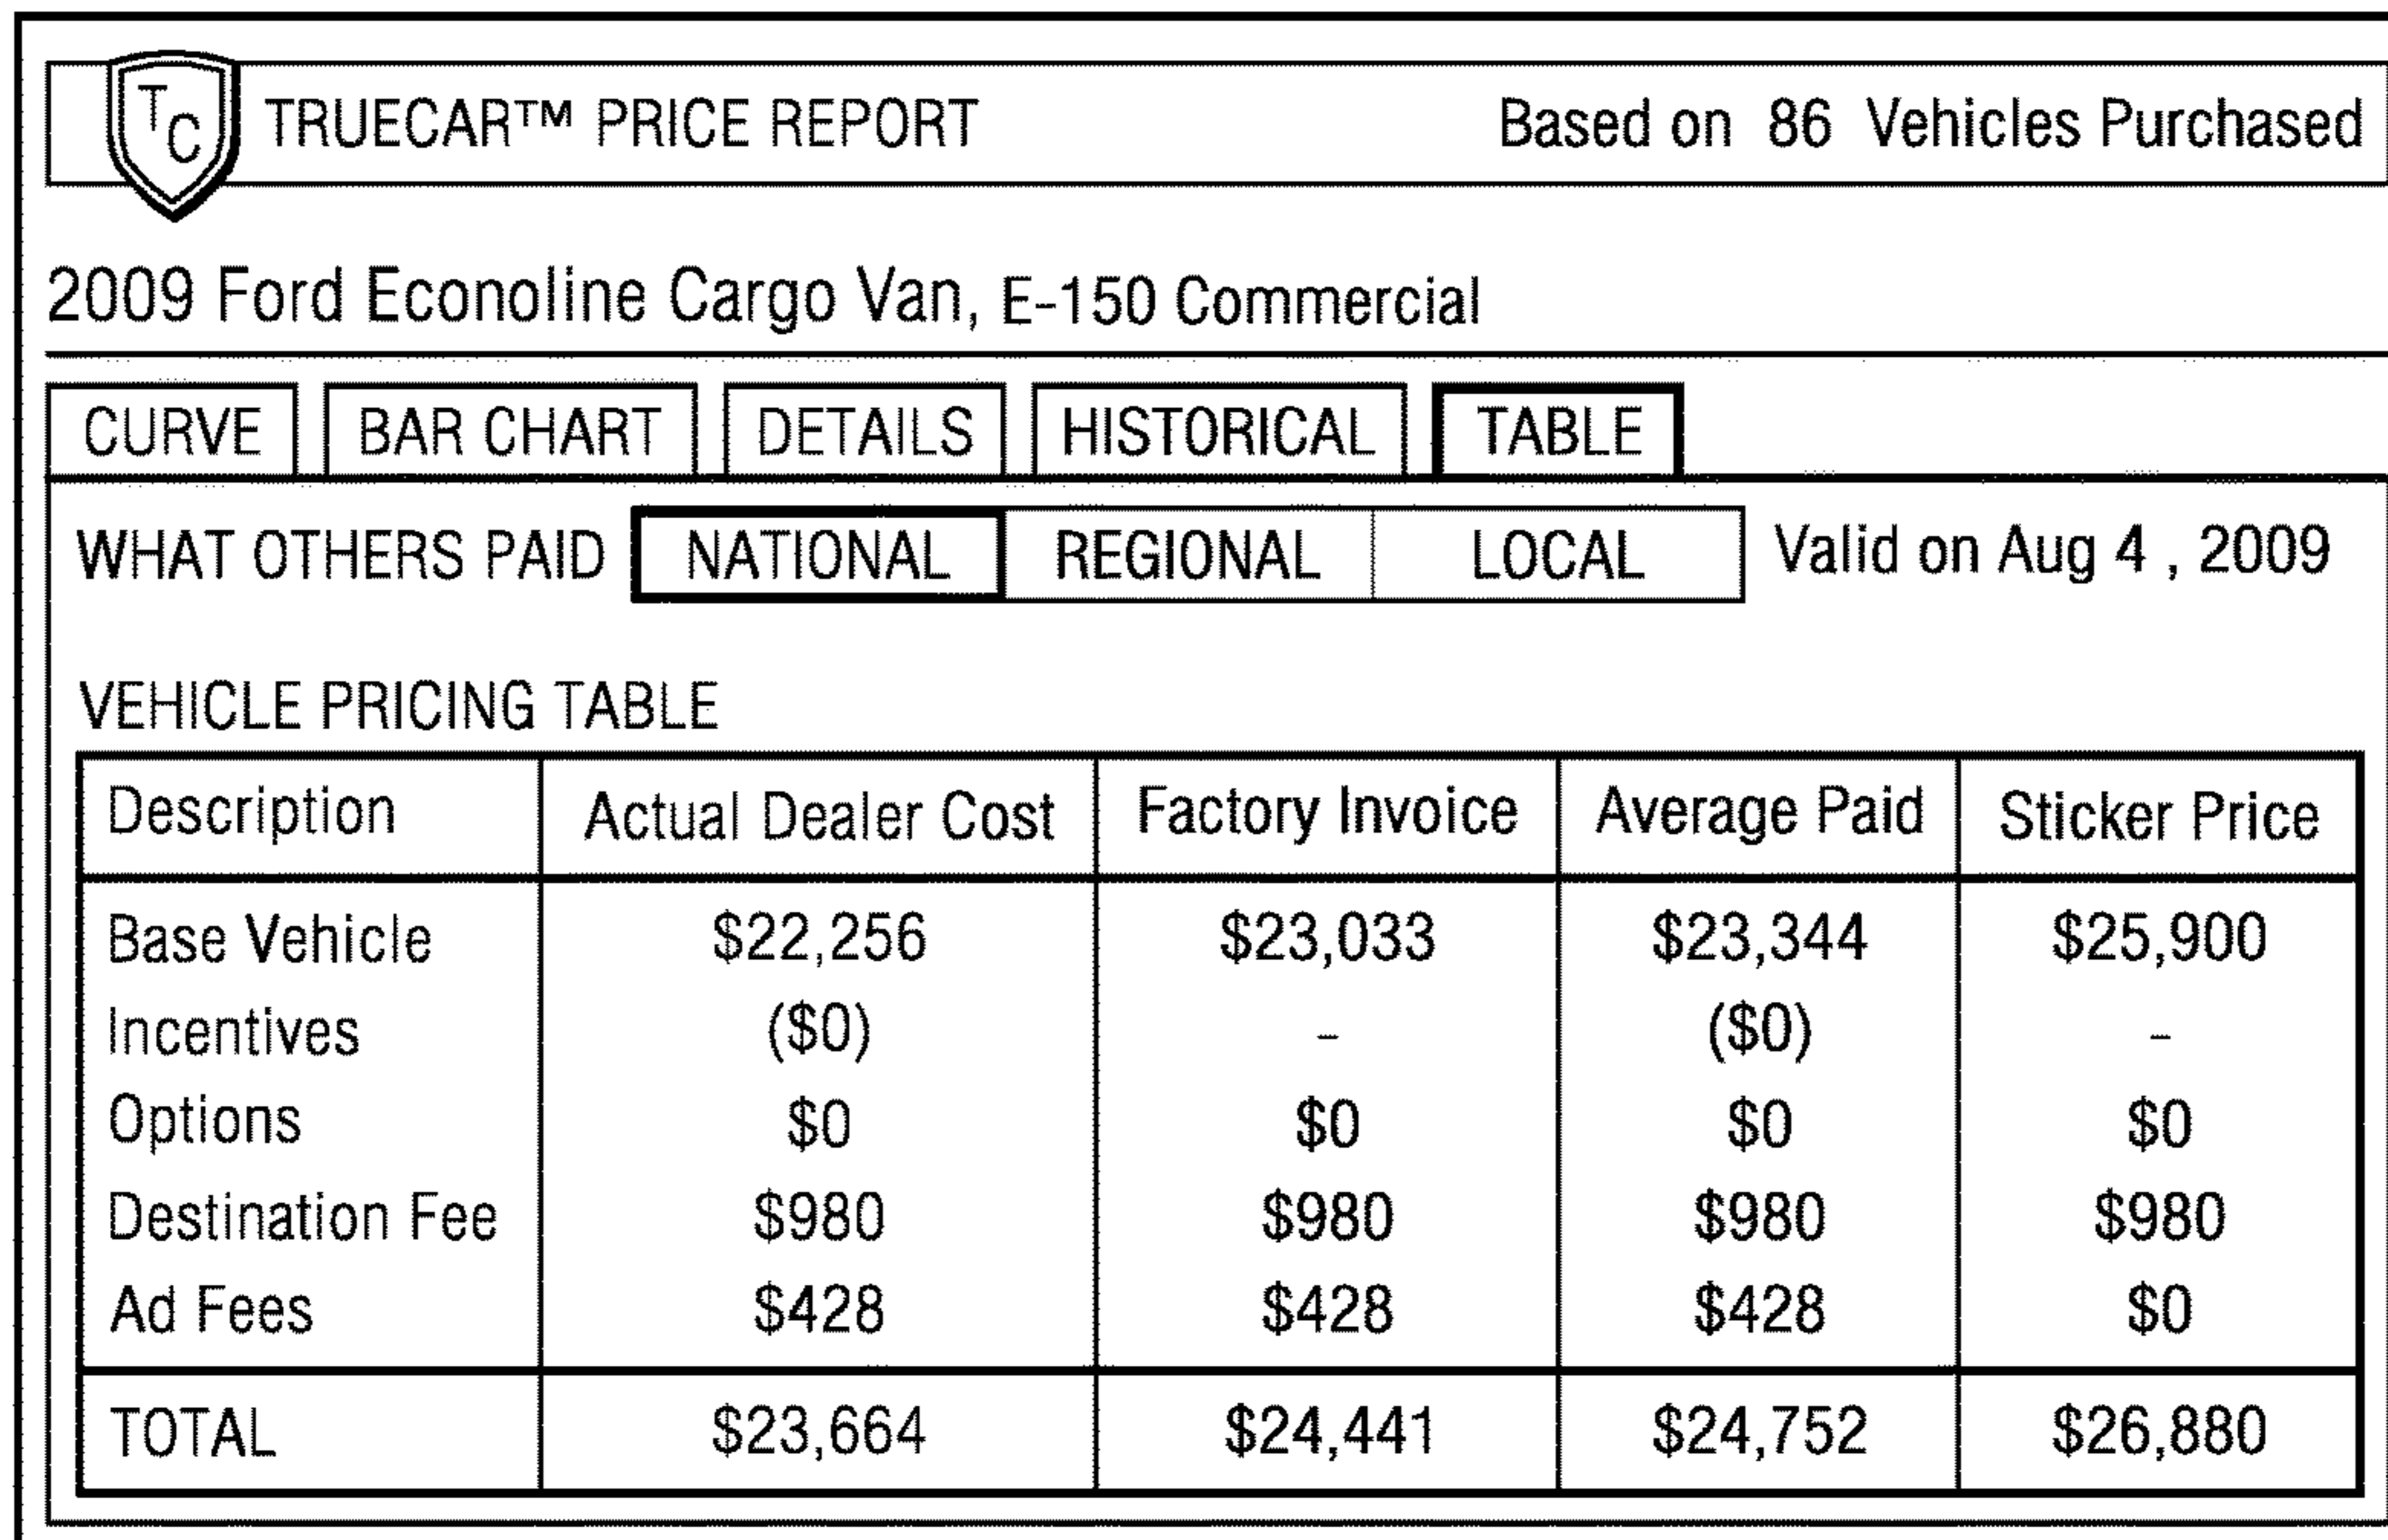 TC TRUECAR™ PRICE REPORT Based on 86 Vehicles Purchased
2009 Ford Econoline Cargo Van, E-150 Commercial
CURVE BAR CHART DETAILS HISTORICAL TABLE
WHAT OTHERS PAID NATIONAL REGIONAL LOCAL Valid on Aug 4 , 2009
VEHICLE PRICING TABLE
Description Actual Dealer Cost Factory Invoice Average Paid Sticker Price
Base Vehicle $22,256 $23,033 $23,344 $25,900
Incentives ($0) - ($0) -
Options $0 $0 $0 $0
Destination Fee $980 $980 $980 $980
Ad Fees $428 $428 $428 $0
TOTAL $23,664 $24,441 $24,752 $26,880